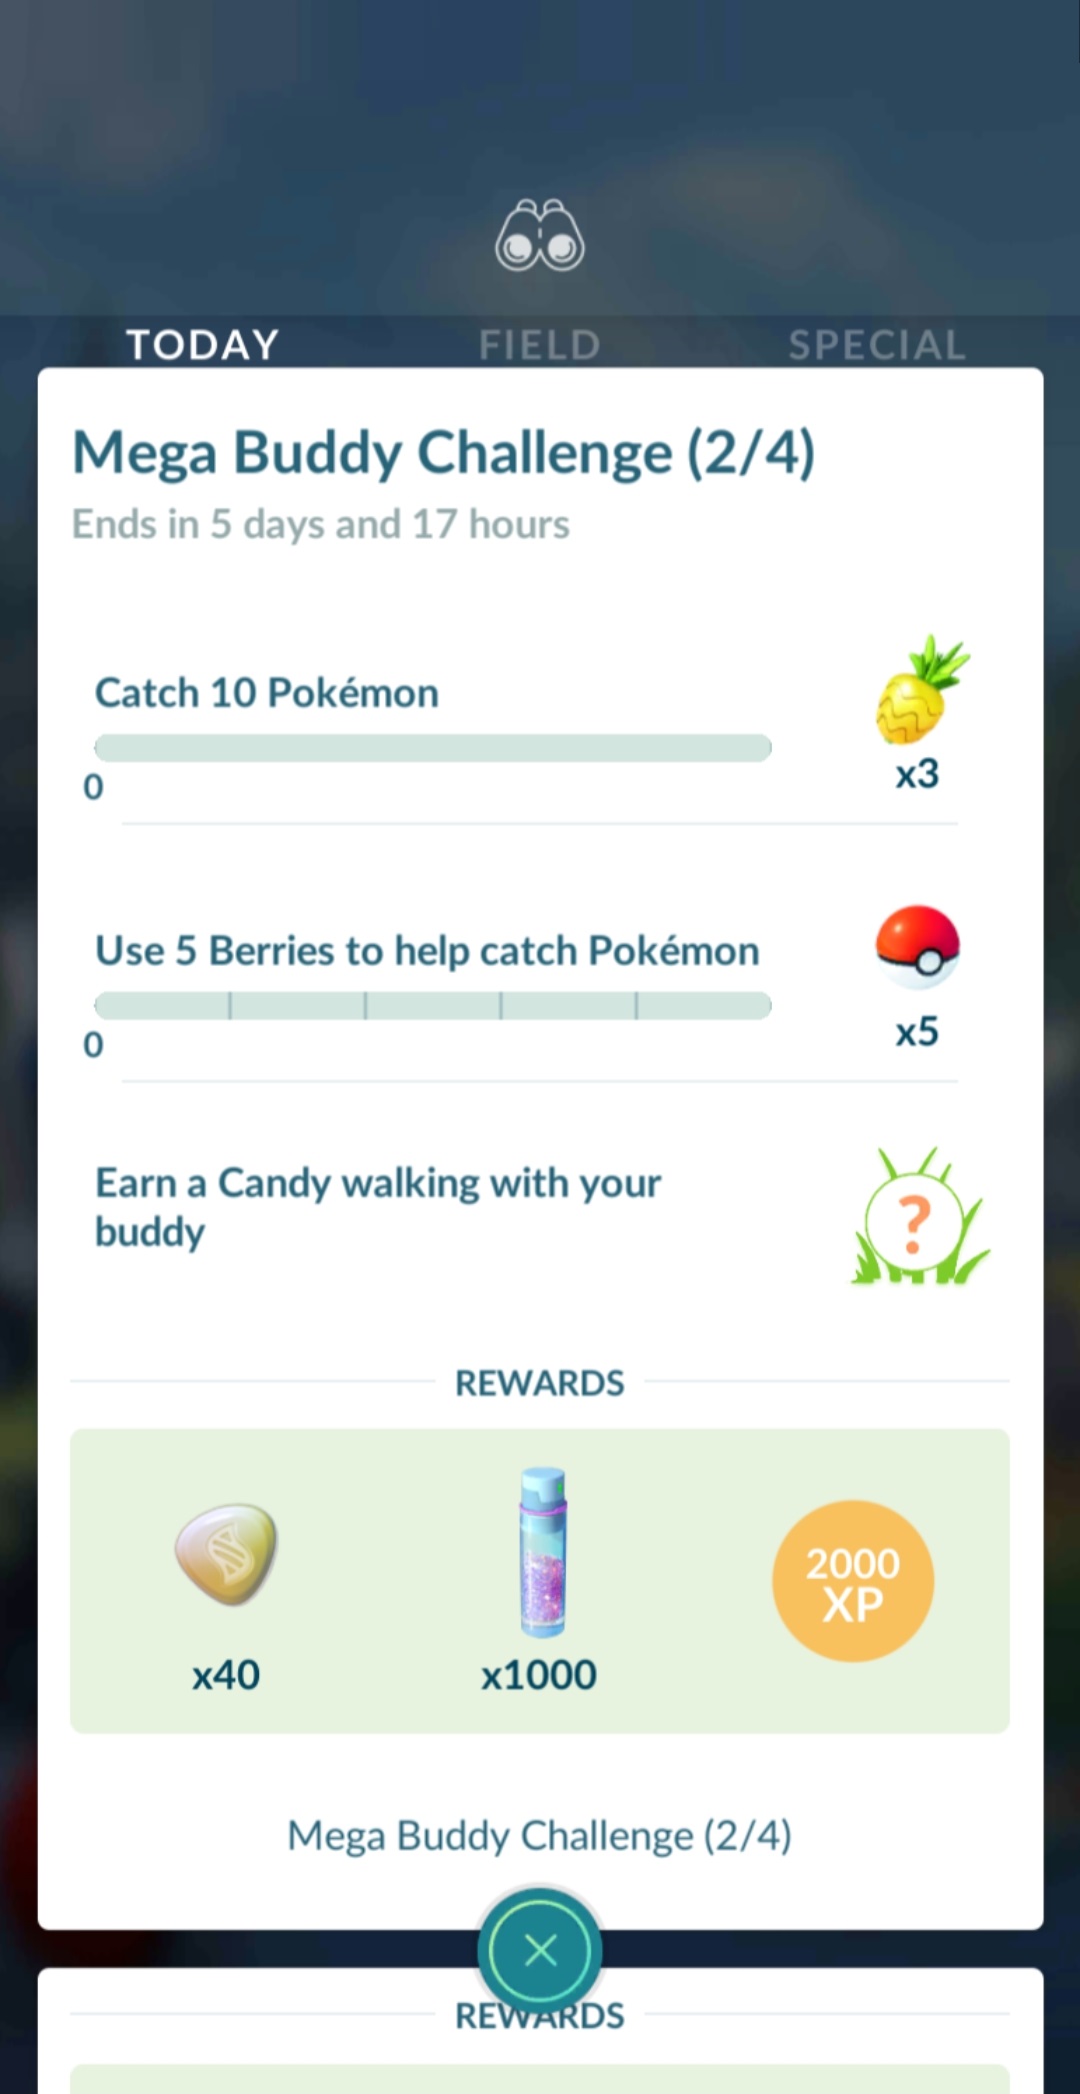 TODAY
FIELD
SPECIAL
Mega Buddy Challenge (2/4)
Ends in 5 days and 17 hours
Catch 10 Pokémon
0
x3
Use 5 Berries to help catch Pokémon
0
x5
Earn a Candy walking with your
buddy
?
REWARDS
x40
x1000
2000
XP
Mega Buddy Challenge (2/4)
REWARDS